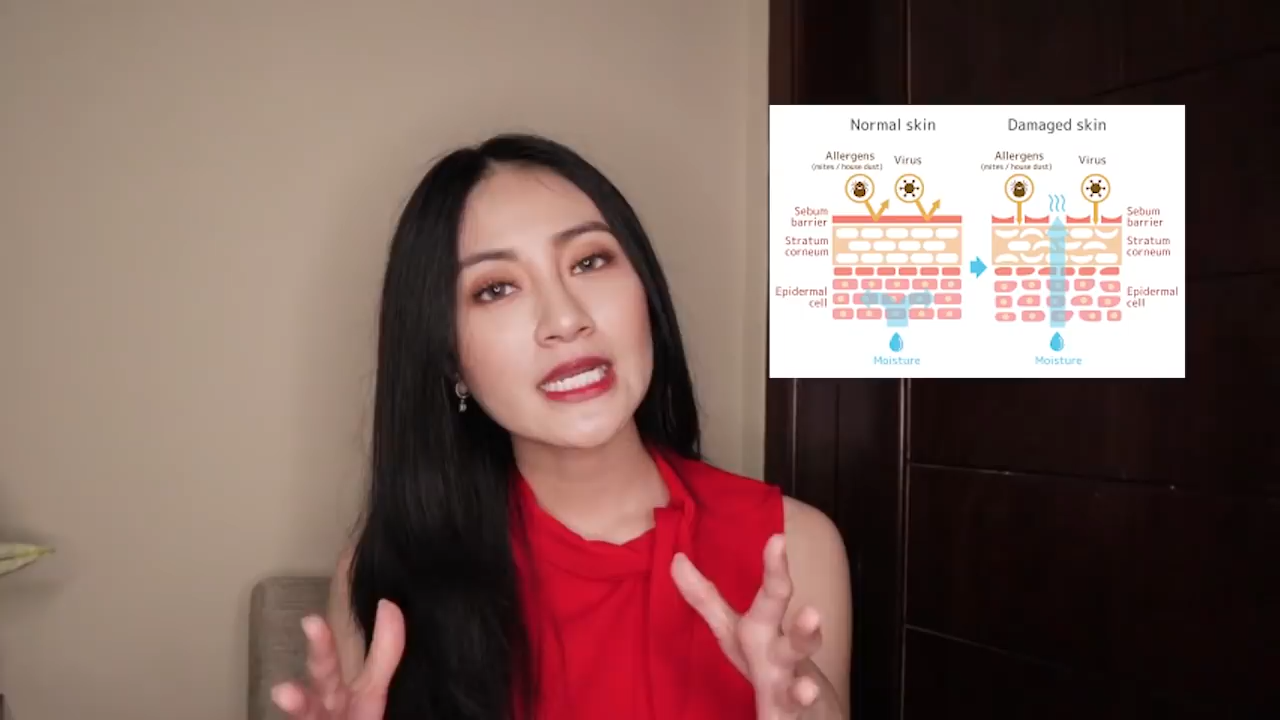 Normal skin
Damaged skin
Allergens
(mites / house dust)
Virus
Allergens
(mites / house dust)
Virus
Sebum
barrier
Stratum
corneum
Epidermal
cell
Sebum
barrier
Stratum
corneum
Epidermal
cell
Moisture
Moisture